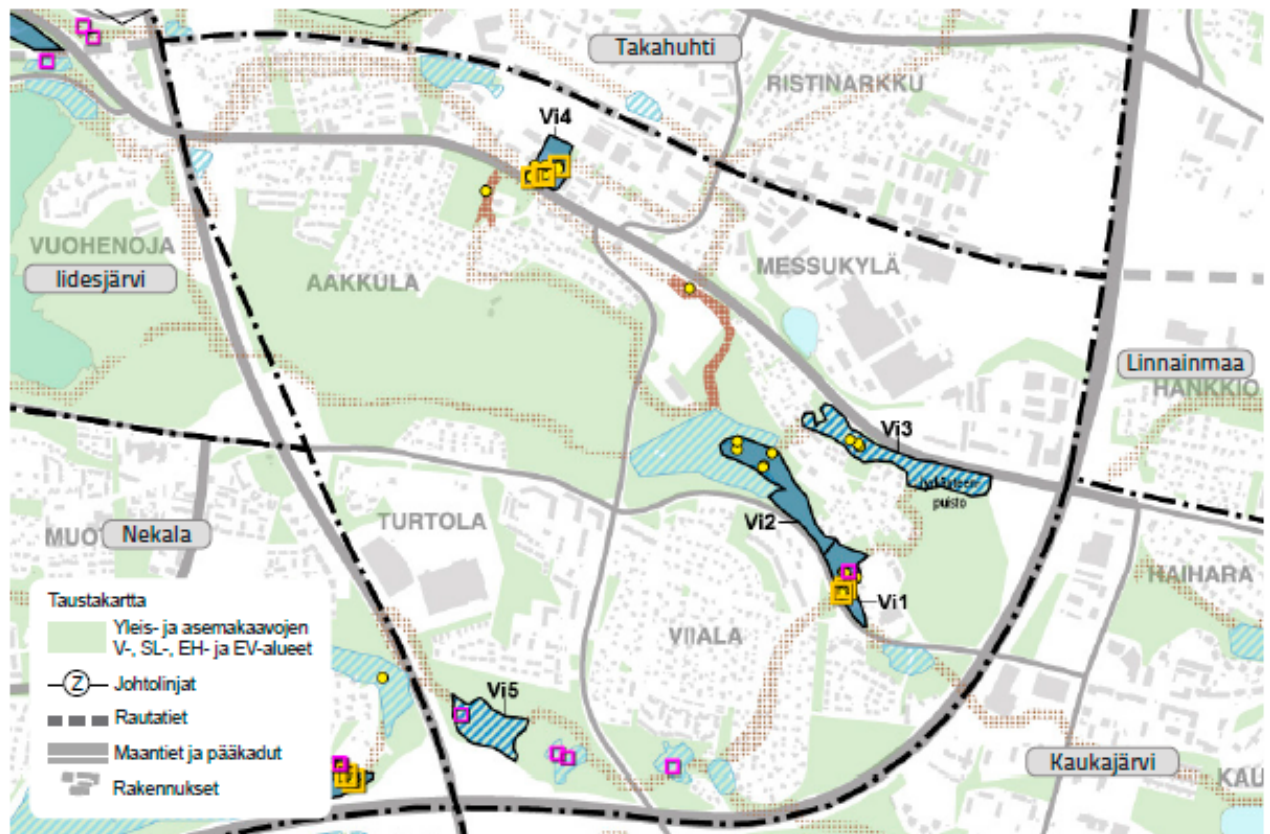 Takahuhti
RISTINARKKU
Vi4
VUOHENOJA
Iidesjärvi
AAKKULA
MESSUKYLÄ
Linnainmaa
HANKKIO
Vi3
puisto
Vi2
TURTOLA
MUOT
Nekala
HAIHARA
Vi1
VIIALA
Vi5
Kaukajärvi
KAU
Taustakartta
Yleis- ja asemakaavojen
V-, SL-, EH- ja EV-alueet
Z Johtolinjat
Rautatiet
Maantiet ja pääkadut
Rakennukset